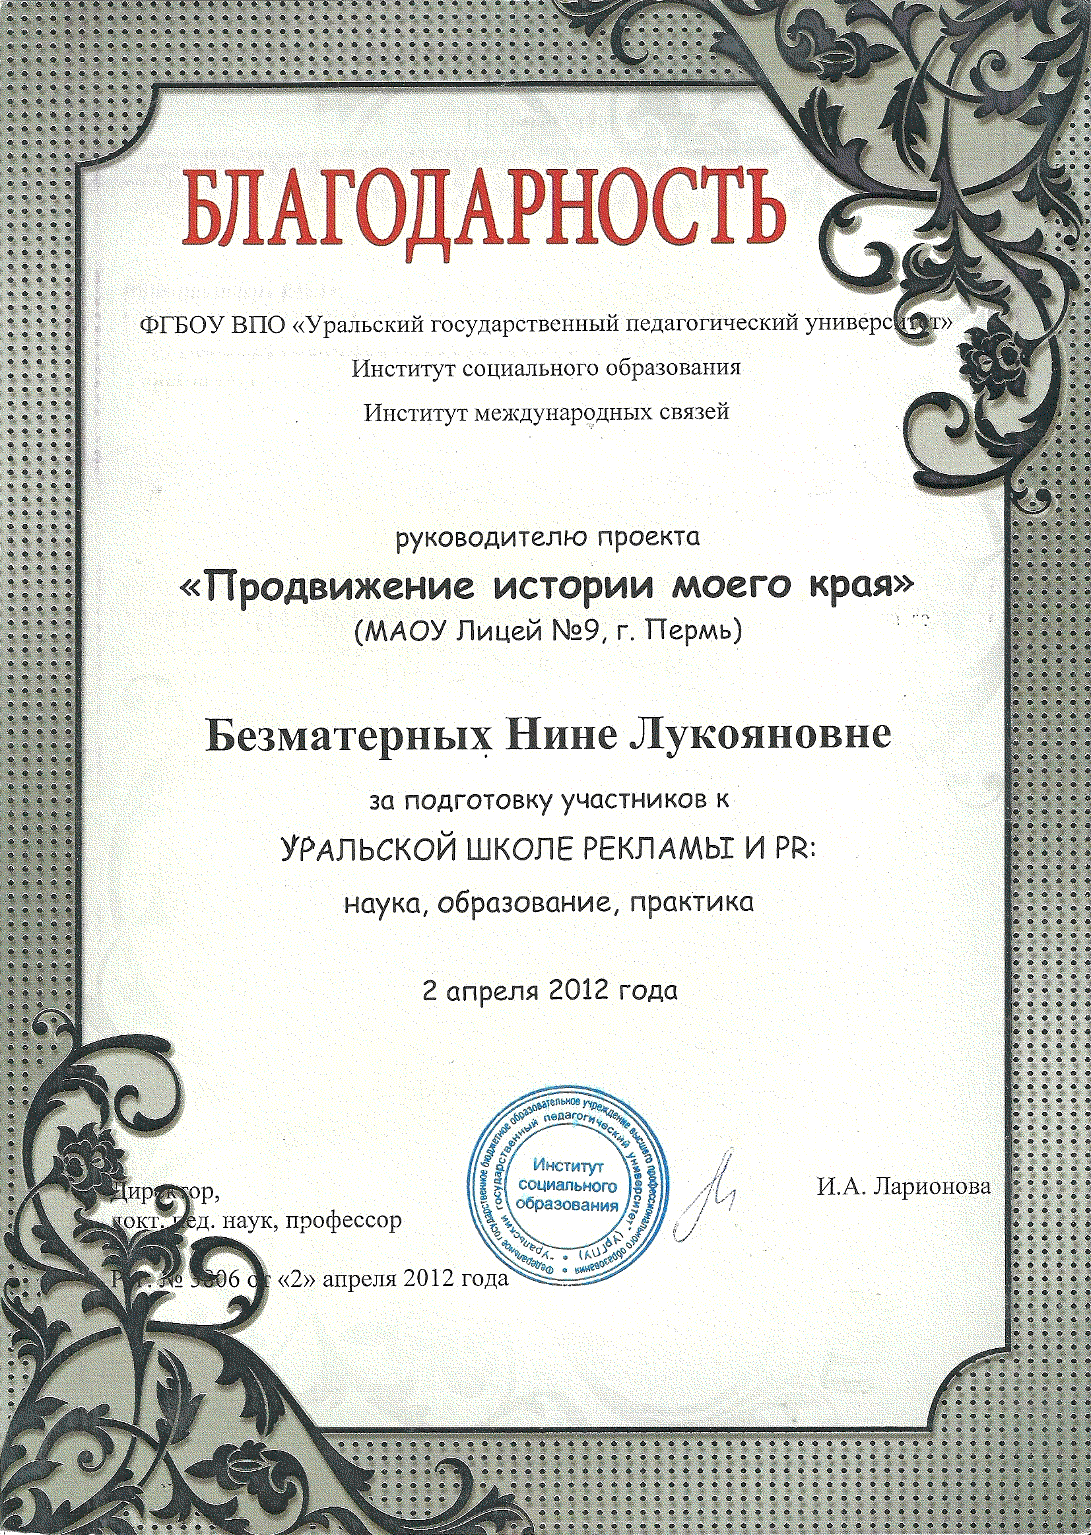 БЛАГОДАРНОСТЬ
ФГБОУ ВПО «Уральский государственный педагогический университет»
Институт социального образования
Институт международных связей
руководителю проекта
«Продвижение истории моего края»
(МАОУ Лицей №9, г. Пермь)
Безматерных Нине Лукояновне
за подготовку участников к
УРАЛЬСКОЙ ШКОЛЕ РЕКЛАМЫ И PR:
наука, образование, практика
2 апреля 2012 года
Федеральное государственное бюджетное образовательное учреждение высшего профессионального образования
"Уральский государственный педагогический университет" (УрГПУ)
Институт
социального
образования
Директор,
докт. пед. наук, профессор
И.А. Ларионова
№ от «2» апреля 2012 года